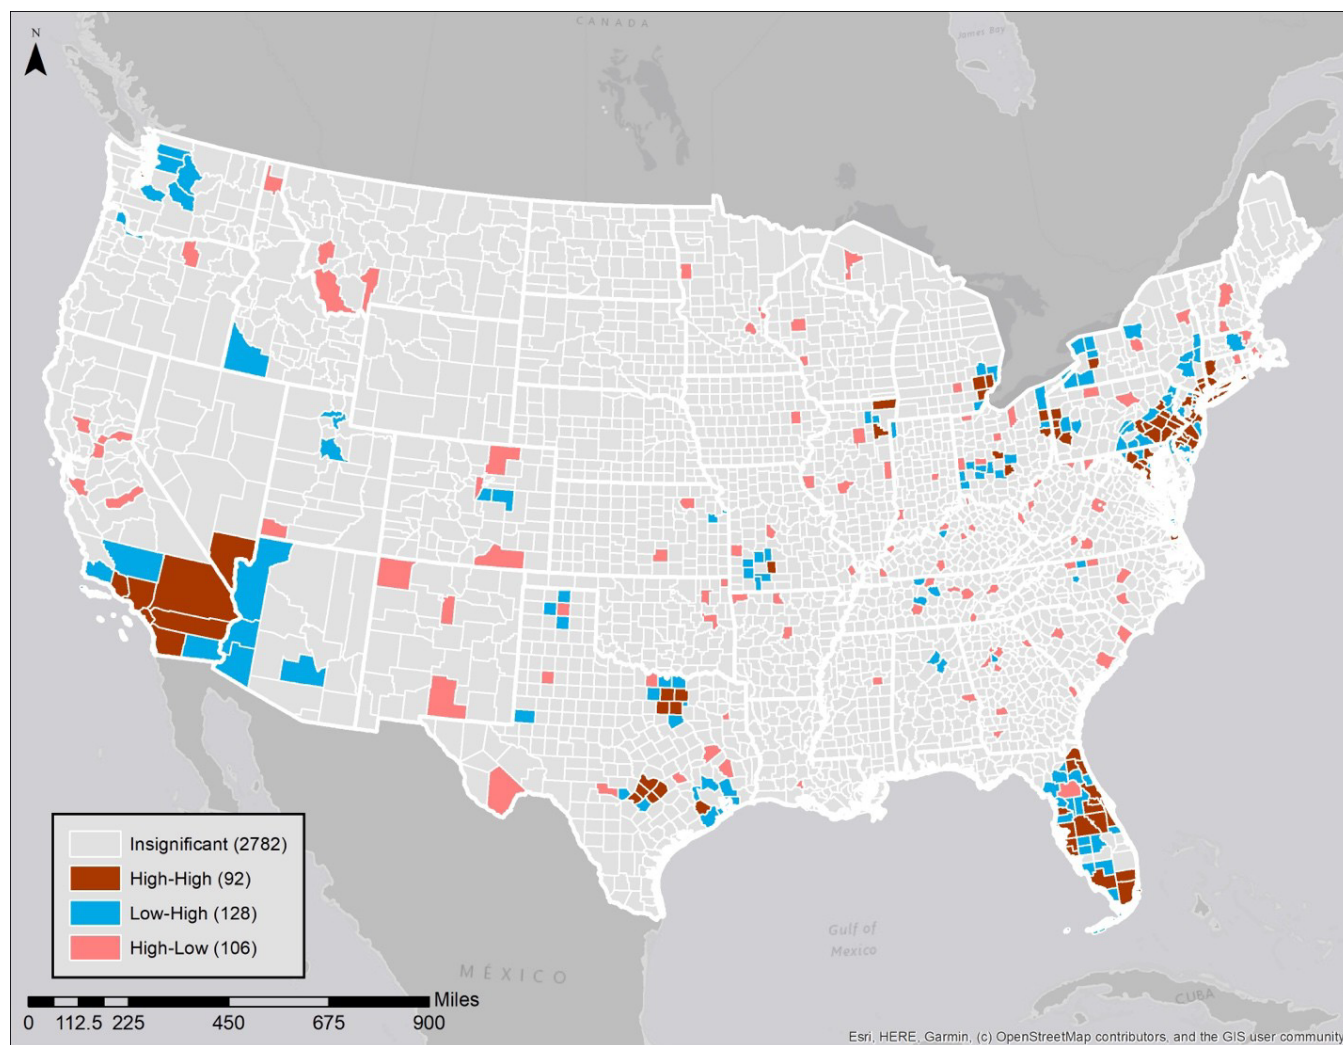 CANADA
James Bay
N
Insignificant (2782)
High-High (92)
Low-High (128)
High-Low (106)
Gulf of
Mexico
MÉXICO
CUBA
Miles
0 112.5 225 450 675 900
Esri, HERE, Garmin, (c) OpenStreetMap contributors, and the GIS user community